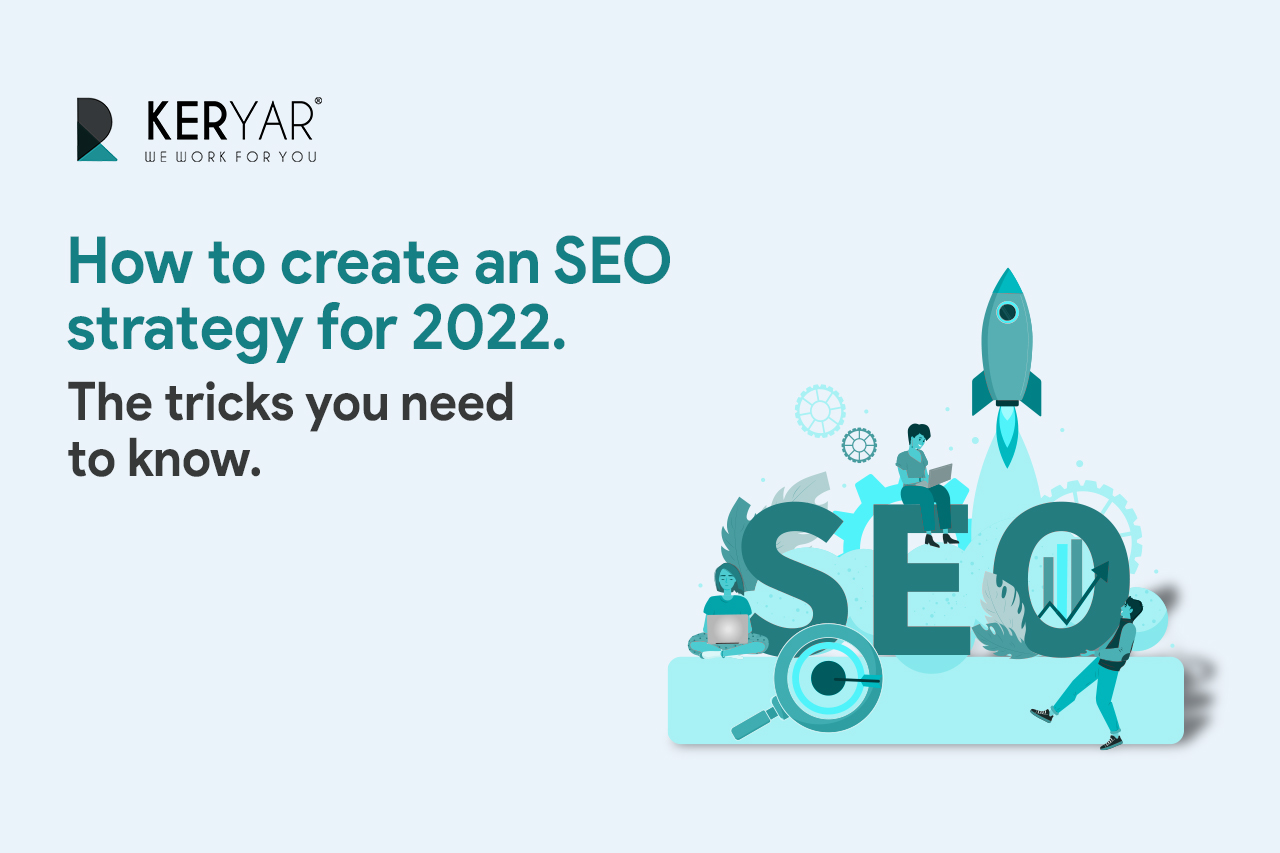 KERYAR®
WE WORK FOR YOU
How to create an SEO
strategy for 2022.
The tricks you need
to know.
SEO